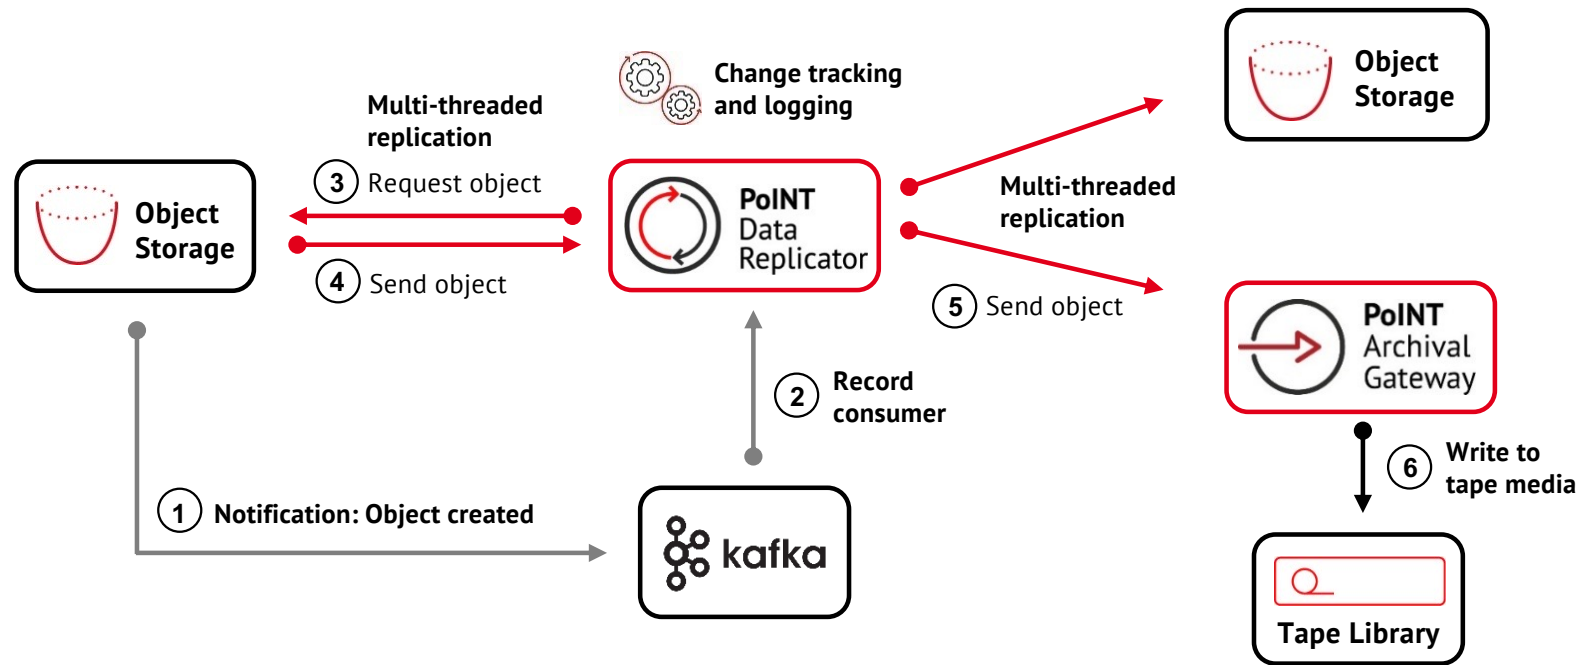 Object
Storage
Change tracking
and logging
Multi-threaded
replication
3 Request object
Object
Storage
PoINT
Data
Replicator
Multi-threaded
replication
4 Send object
5 Send object
PoINT
Archival
Gateway
2 Record
consumer
6 Write to
tape media
1 Notification: Object created
kafka
Tape Library